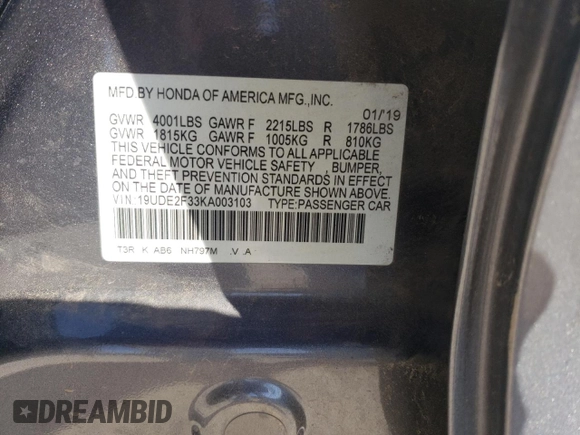 MFD BY HONDA OF AMERICA MFG.,INC.
01/'19
GVWR 4001LBS GAWR F 2215LBS R 1786LBS
GVWR 1815KG GAWR F 1005KG R 810KG
THIS VEHICLE CONFORMS TO ALL APPLICABLE
FEDERAL MOTOR VEHICLE SAFETY , BUMPER,
AND THEFT PREVENTION STANDARDS IN EFFECT
ON THE DATE OF MANUFACTURE SHOWN ABOVE.
VIN:19UDE2F33KA003103 TYPE:PASSENGER CAR
T3R K AB6 NH797M .V .A
DREAMBID